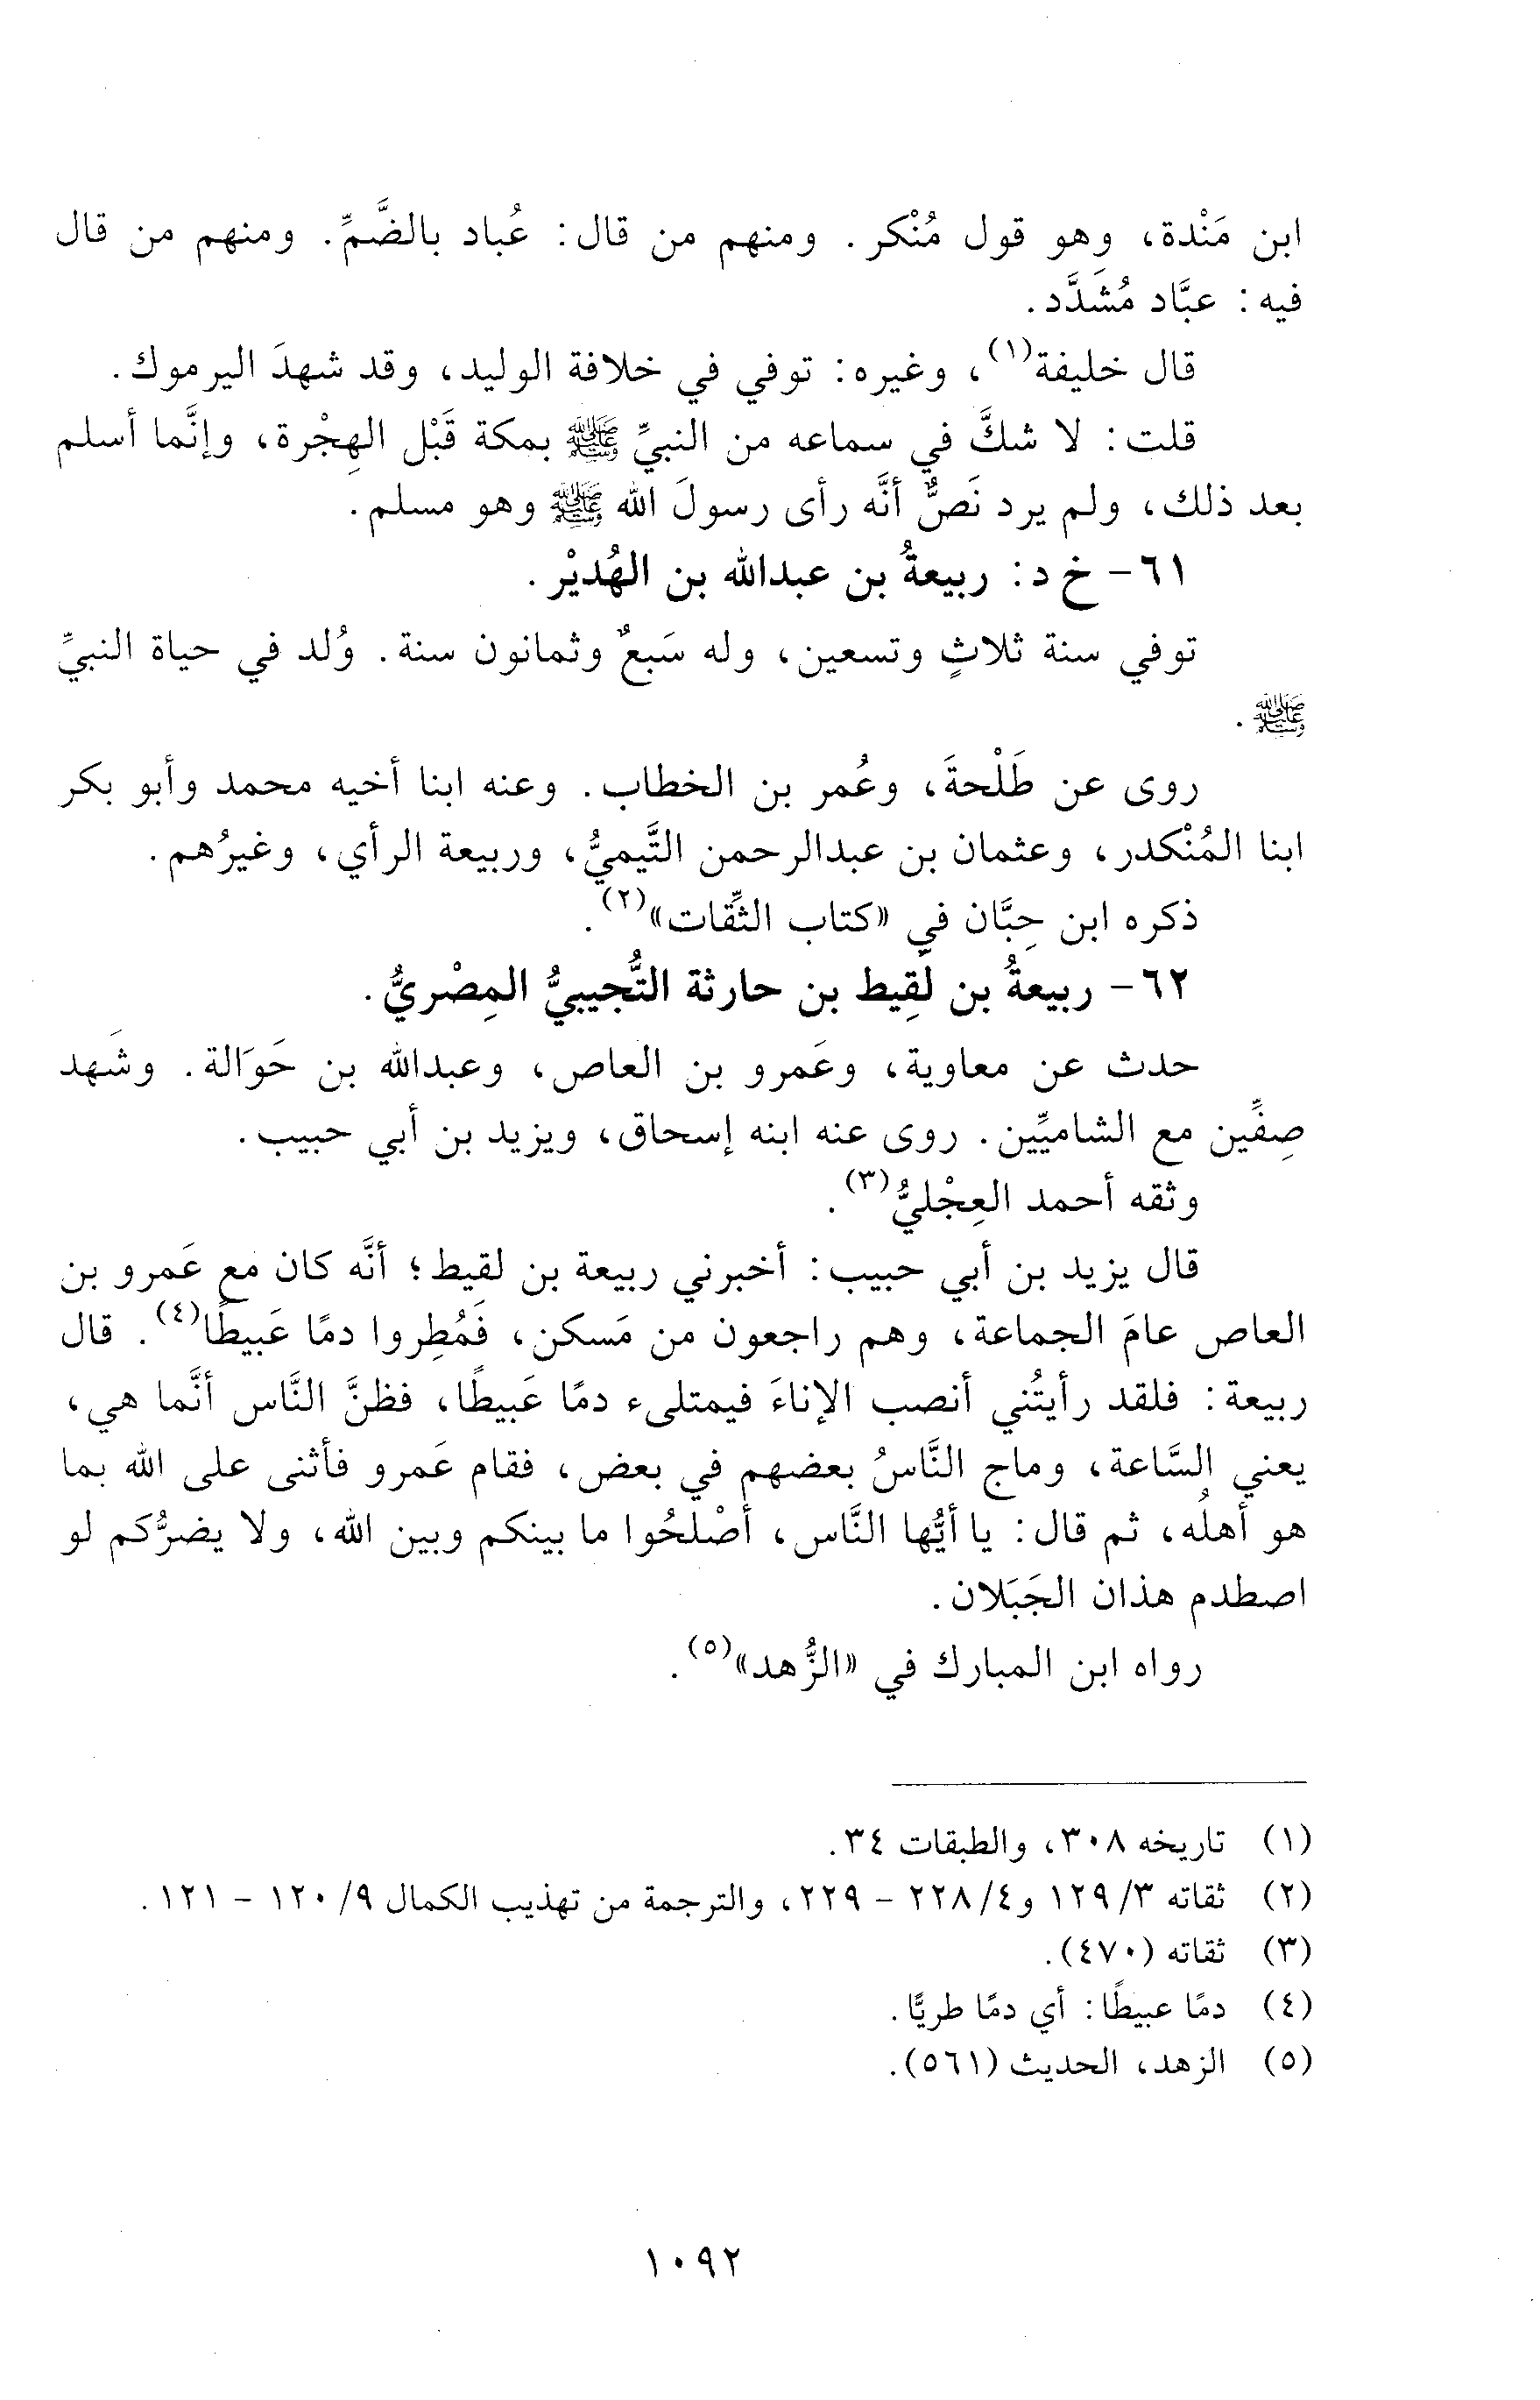 ابن مَنْدة، وهو قول مُنْكر. ومنهم من قال: عُباد بالضَّمِّ. ومنهم من قال
فيه: عبَّاد مُشَدَّد.
قال خليفة(١)، وغيره: توفي في خلافة الوليد، وقد شهدَ اليرموك.
قلت: لا شكَّ في سماعه من النبيِّ ﷺ بمكة قَبْل الهِجْرة، وإنَّما أسلم
بعد ذلك، ولم يرد نَصٌّ أنَّه رأى رسولَ الله ﷺ وهو مسلم.
٦١- خ د: ربيعةُ بن عبدالله بن الهُديْر.
توفي سنة ثلاثٍ وتسعين، وله سَبعٌ وثمانون سنة. وُلد في حياة النبيِّ
ﷺ.
روى عن طَلْحةَ، وعُمر بن الخطاب. وعنه ابنا أخيه محمد وأبو بكر
ابنا المُنْكدر، وعثمان بن عبدالرحمن التَّيميُّ، وربيعة الرأي، وغيرُهم.
ذكره ابن حِبَّان في «كتاب الثِّقات»(٢).
٦٢- ربيعةُ بن لَقِيط بن حارثة التُّجيبيُّ المِصْريُّ.
حدث عن معاوية، وعَمرو بن العاص، وعبدالله بن حَوَالة. وشَهد
صِفِّين مع الشاميِّين. روى عنه ابنه إسحاق، ويزيد بن أبي حبيب.
وثقه أحمد العِجْليُّ(٣).
قال يزيد بن أبي حبيب: أخبرني ربيعة بن لقيط؛ أنَّه كان مع عَمرو بن
العاص عامَ الجماعة، وهم راجعون من مَسكن، فَمُطِروا دمًا عَبيطًا(٤). قال
ربيعة: فلقد رأيتُني أنصب الإناءَ فيمتلىء دمًا عَبيطًا، فظنَّ النَّاس أنَّما هي،
يعني السَّاعة، وماج النَّاسُ بعضهم في بعض، فقام عَمرو فأثنى على الله بما
هو أهلُه، ثم قال: يا أيُّها النَّاس، أصْلحُوا ما بينكم وبين الله، ولا يضرُّكم لو
اصطدم هذان الجَبَلان.
رواه ابن المبارك في «الزُّهد»(٥).
(١) تاريخه ٣٠٨، والطبقات ٣٤.
(٢) ثقاته ٣/ ١٢٩ و٤/ ٢٢٨ - ٢٢٩، والترجمة من تهذيب الكمال ٩/ ١٢٠ - ١٢١.
(٣) ثقاته (٤٧٠).
(٤) دمًا عبيطًا: أي دمًا طريًّا.
(٥) الزهد، الحديث (٥٦١).
١٠٩٢